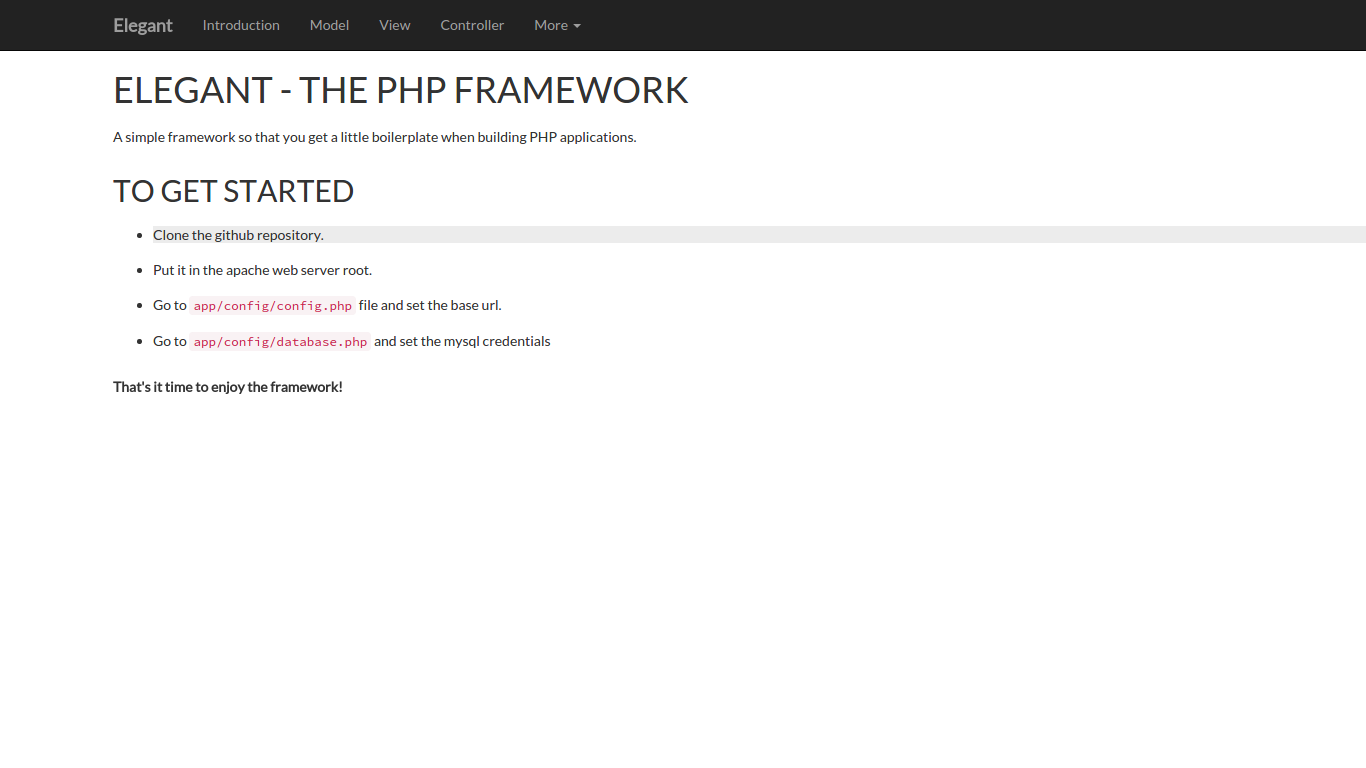 Elegant Introduction Model View Controller More
ELEGANT - THE PHP FRAMEWORK
A simple framework so that you get a little boilerplate when building PHP applications.
TO GET STARTED
Clone the github repository.
Put it in the apache web server root.
Go to app/config/config.php file and set the base url.
Go to app/config/database.php and set the mysql credentials
That's it time to enjoy the framework!